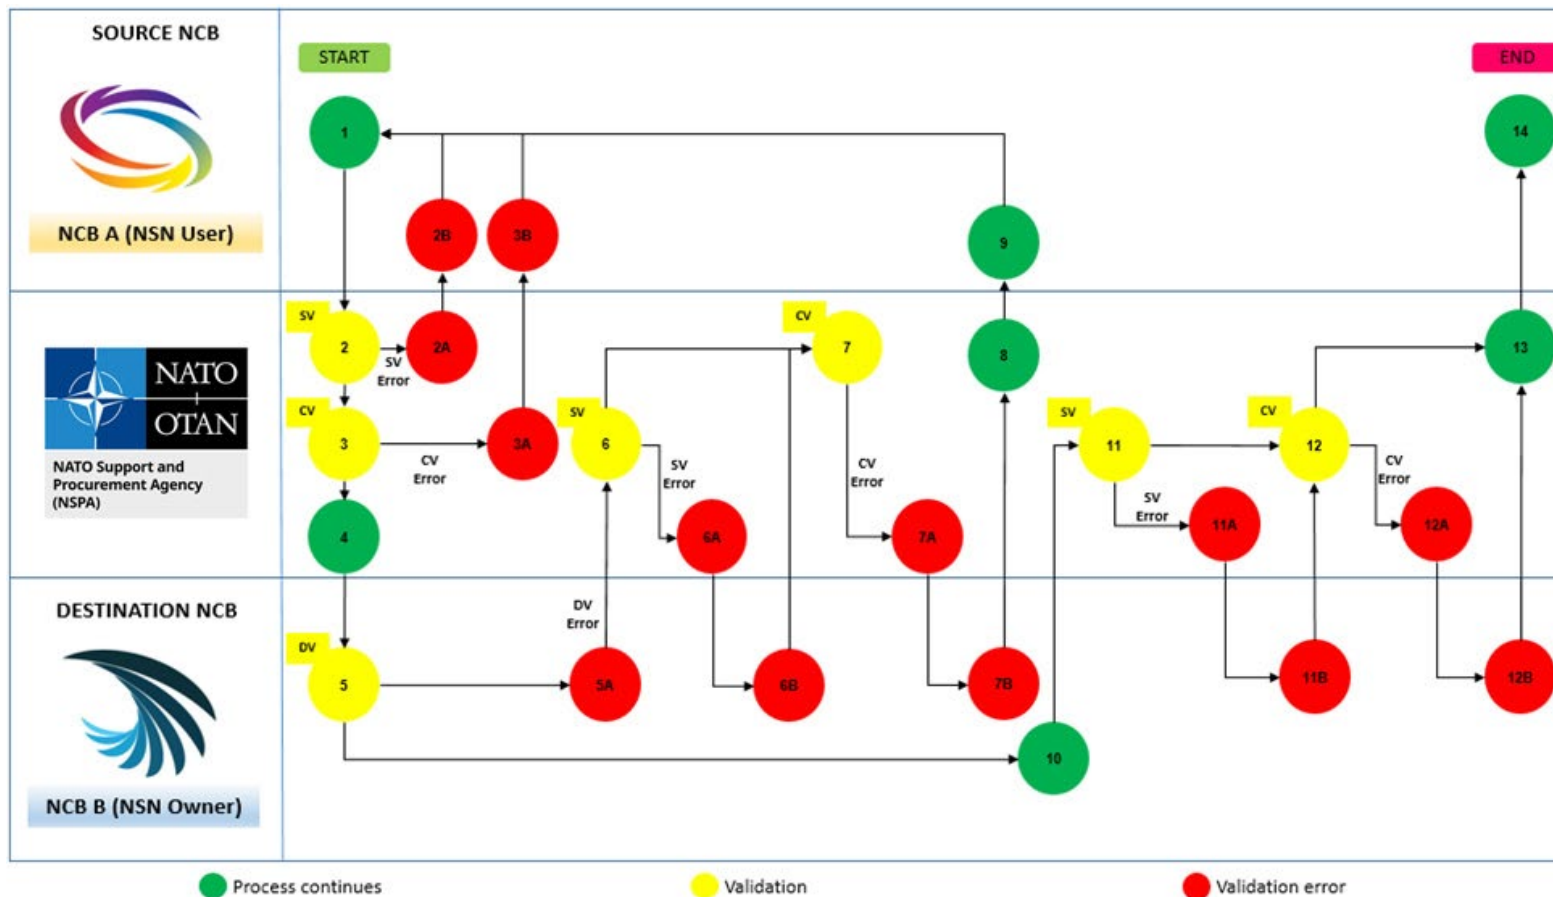 SOURCE NCB
START
END
1
14
2B
3B
9
NCB A (NSN User)
SV
CV
2
2A
7
8
13
SV
Error
NATO
OTAN
CV
SV
SV
CV
3
3A
6
11
12
CV
Error
SV
Error
CV
Error
CV
Error
NATO Support and
Procurement Agency
(NSPA)
SV
Error
4
6A
7A
11A
12A
DESTINATION NCB
DV
Error
DV
5
5A
6B
7B
11B
12B
10
NCB B (NSN Owner)
Process continues
Validation
Validation error